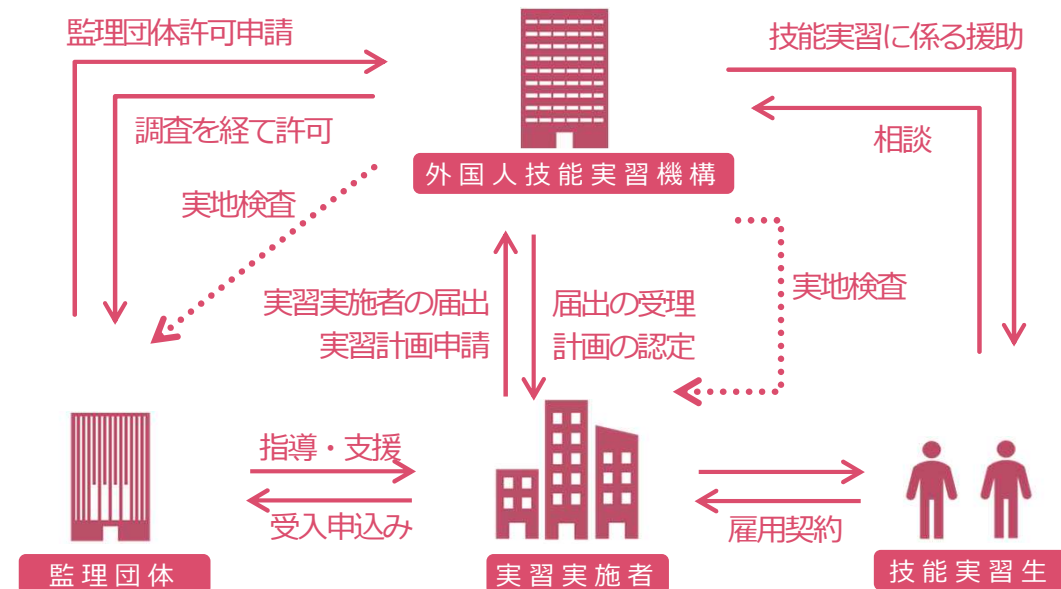 監理団体許可申請
技能実習に係る援助
調査を経て許可
相談
外国人技能実習機構
実地検査
実地検査
実習実施者の届出
実習計画申請
届出の受理
計画の認定
指導・支援
受入申込み
雇用契約
監理団体
実習実施者
技能実習生